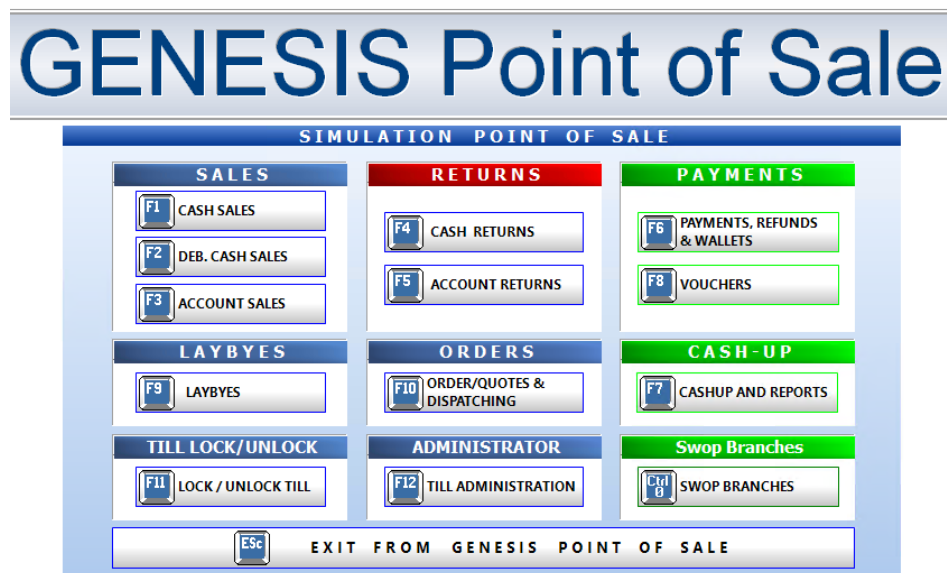 GENESIS Point of Sale
SIMULATION POINT OF SALE
SALES
F1 CASH SALES
F2 DEB. CASH SALES
F3 ACCOUNT SALES
RETURNS
F4 CASH RETURNS
F5 ACCOUNT RETURNS
PAYMENTS
F6 PAYMENTS, REFUNDS
& WALLETS
F8 VOUCHERS
LAYBYES
F9 LAYBYES
ORDERS
F10 ORDER/QUOTES &
DISPATCHING
CASH-UP
F7 CASHUP AND REPORTS
TILL LOCK/UNLOCK
F11 LOCK / UNLOCK TILL
ADMINISTRATOR
F12 TILL ADMINISTRATION
Swop Branches
Ctrl
0 SWOP BRANCHES
ESc EXIT FROM GENESIS POINT OF SALE